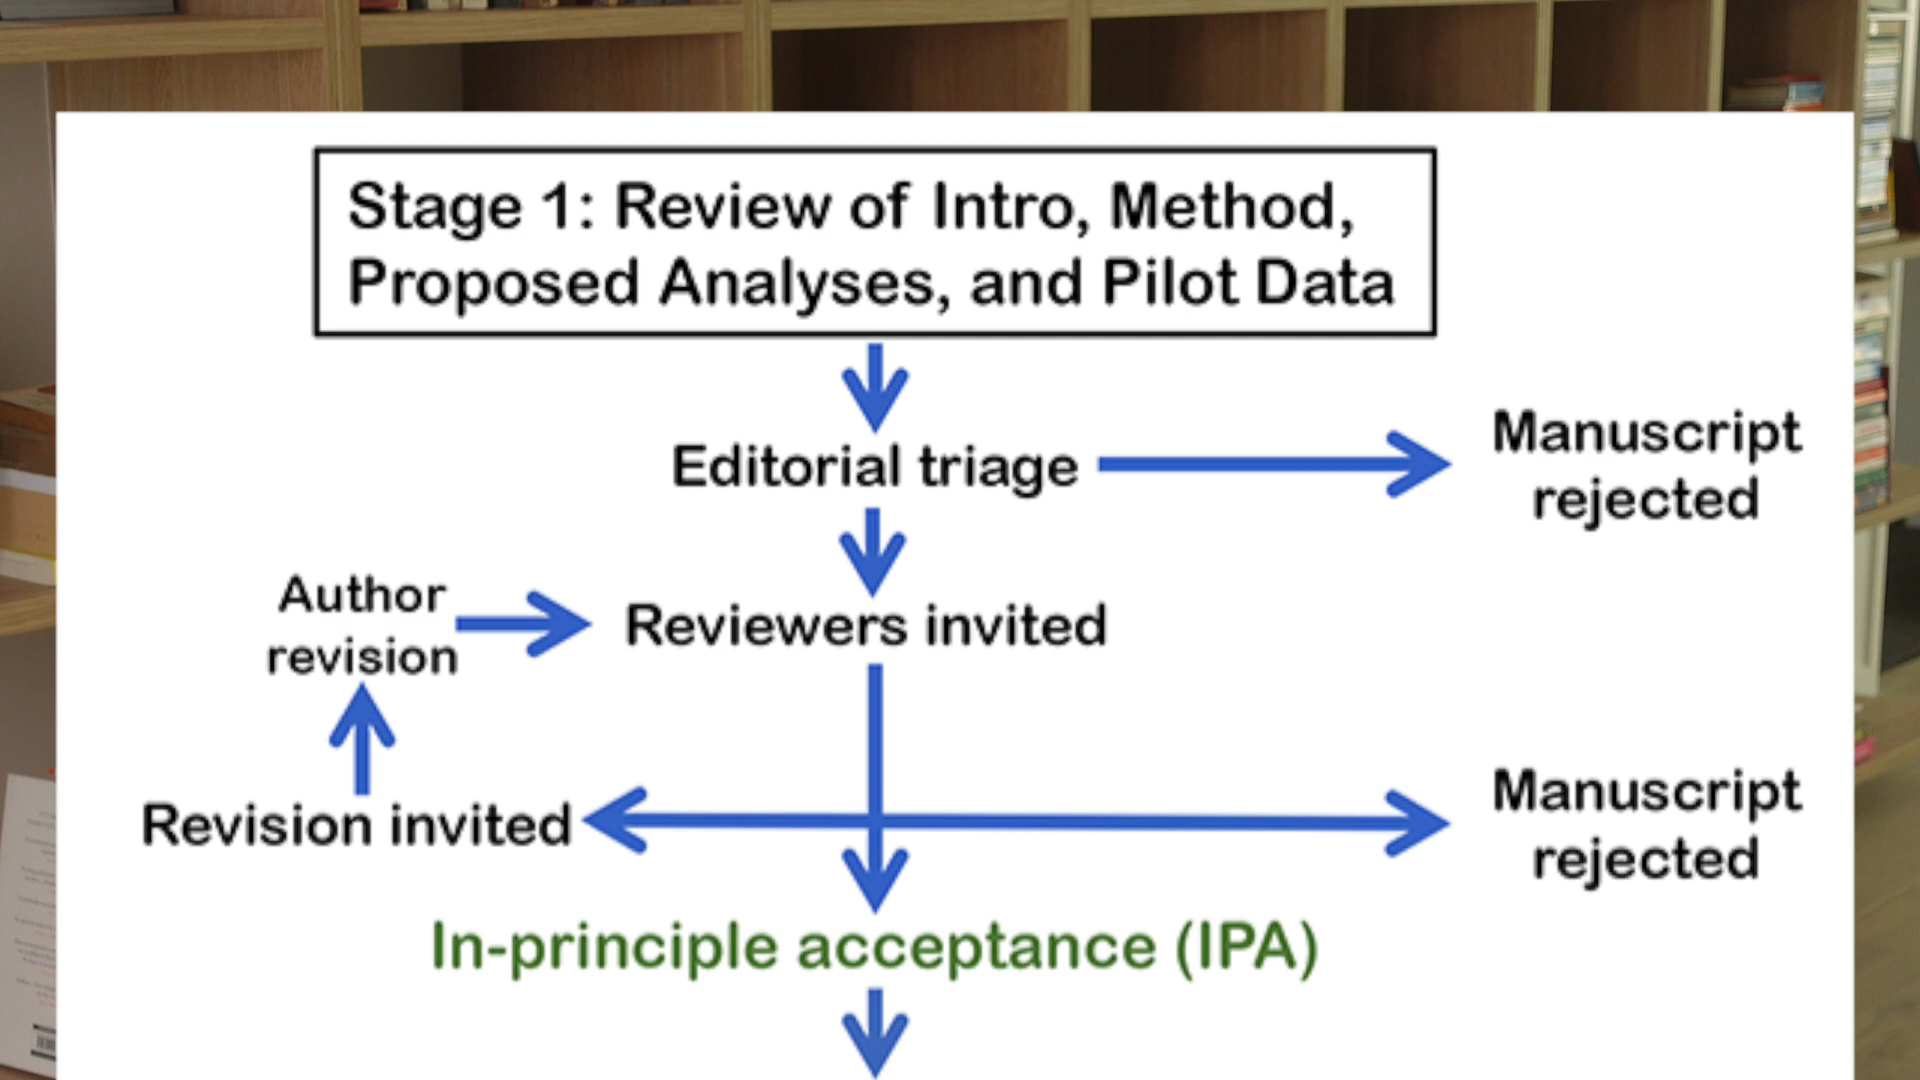 Stage 1: Review of Intro, Method,
Proposed Analyses, and Pilot Data
Editorial triage
Manuscript
rejected
Author
revision
Reviewers invited
Revision invited
Manuscript
rejected
In-principle acceptance (IPA)